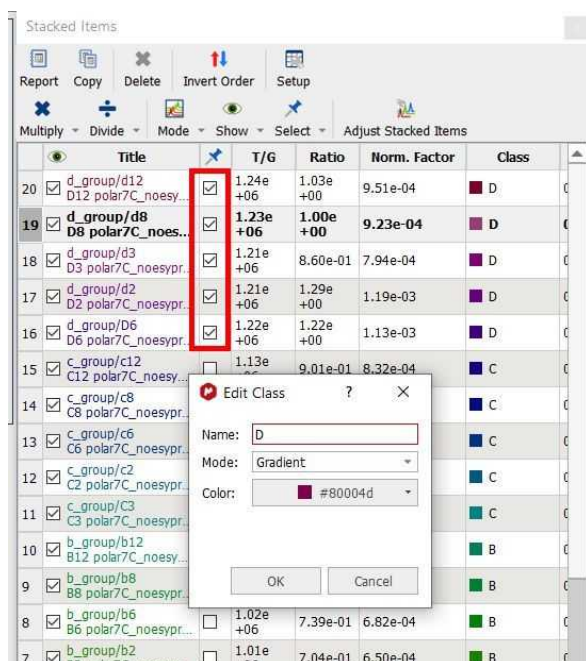 Stacked Items
Report Copy Delete Invert Order Setup
Multiply Divide Mode Show Select Adjust Stacked Items
Title T/G Ratio Norm. Factor Class
20 d_group/d12 1.24e+06 1.03e+00 9.51e-04 D
D12 polar7C_noesy...
19 d_group/d8 1.23e+06 1.00e+00 9.23e-04 D
D8 polar7C_noes...
18 d_group/d3 1.21e+06 8.60e-01 7.94e-04 D
D3 polar7C_noesypr...
17 d_group/d2 1.21e+06 1.29e+00 1.19e-03 D
D2 polar7C_noesypr...
16 d_group/D6 1.22e+06 1.22e+00 1.13e-03 D
D6 polar7C_noesypr...
15 c_group/c12 1.13e 9.01e-01 8.32e-04 C
C12 polar7C_noesy...
14 c_group/c8 C
C8 polar7C_noesypr...
13 c_group/c6 C
C6 polar7C_noesypr...
12 c_group/c2 C
C2 polar7C_noesypr...
11 c_group/C3 C
C3 polar7C_noesypr...
10 b_group/b12 B
B12 polar7C_noesy...
9 b_group/b8 B
B8 polar7C_noesypr...
8 b_group/b6 1.02e+06 7.39e-01 6.82e-04 B
B6 polar7C_noesypr...
7 b_group/b2 1.01e 7.04e-01 6.50e-04 B
Edit Class ? ×
Name: D
Mode: Gradient
Color: #80004d
OK Cancel